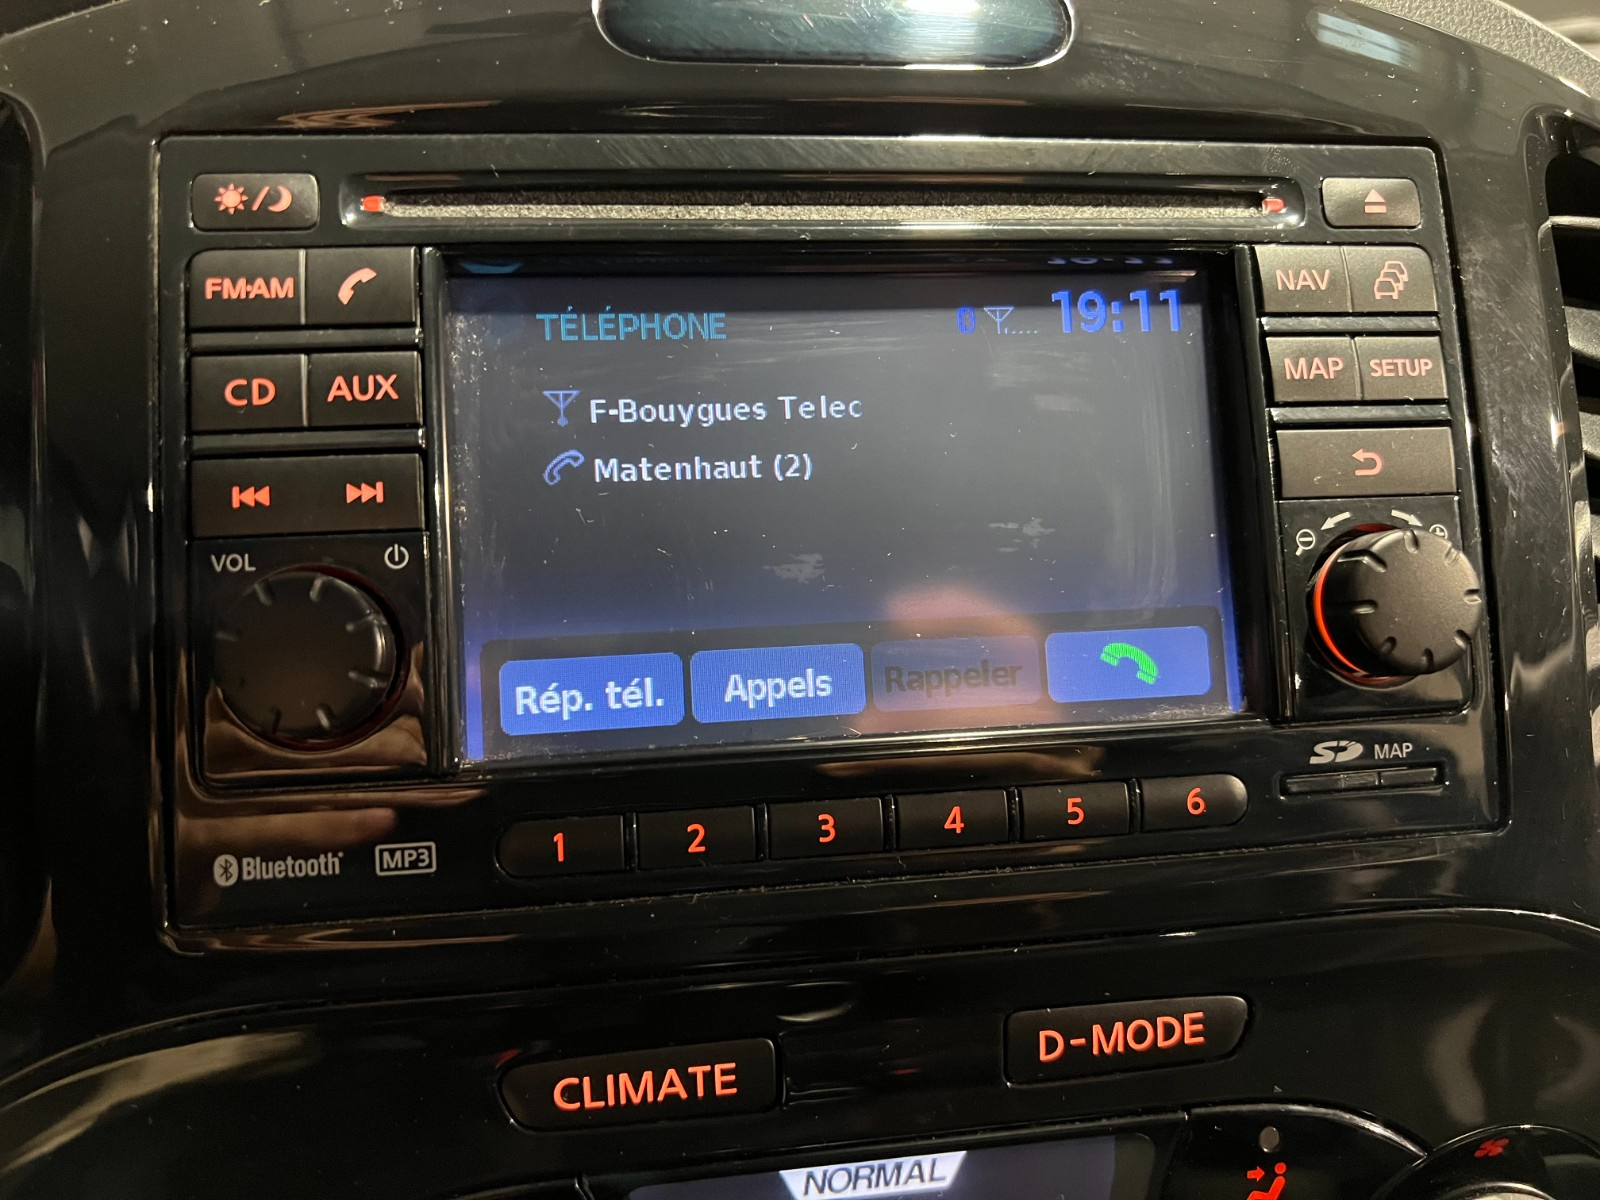 FM·AM
CD
AUX
VOL
TÉLÉPHONE
19:11
F-Bouygues Telec
Matenhaut (2)
Rép. tél.
Appels
Rappeler
NAV
MAP
SETUP
SD MAP
1 2 3 4 5 6
Bluetooth MP3
CLIMATE
D-MODE
NORMAL